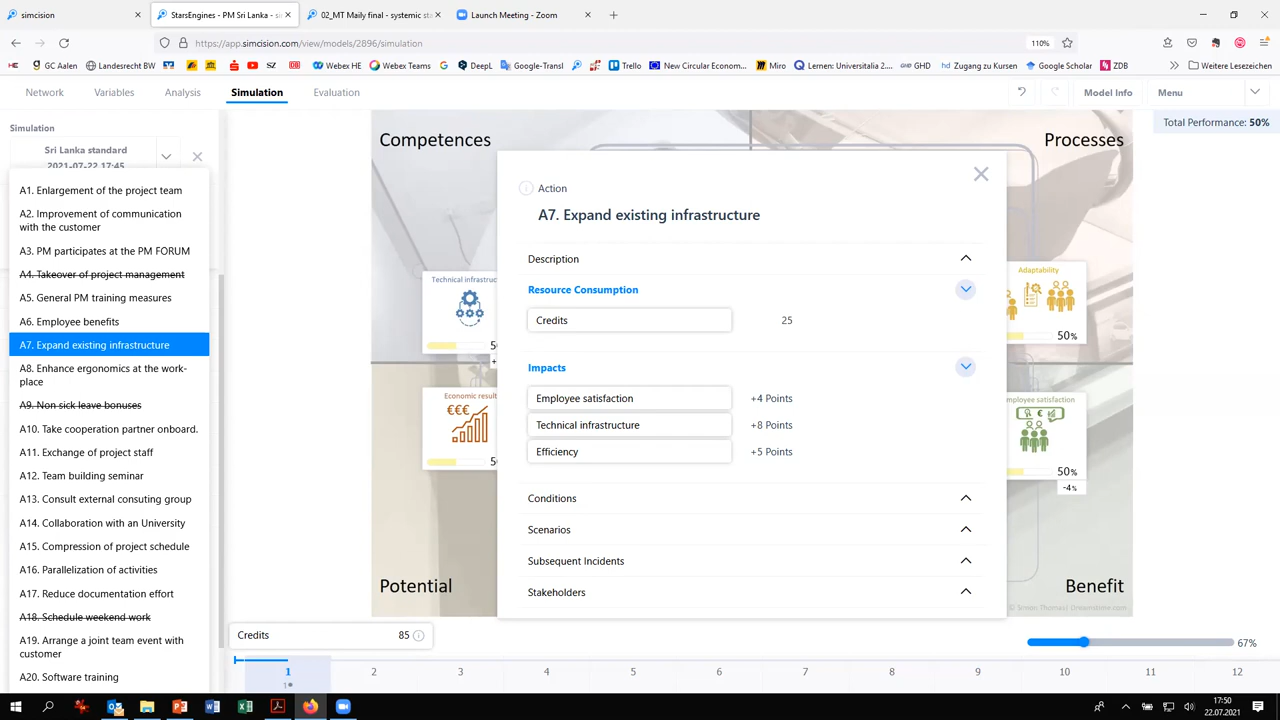 simcision
StarsEngines - PM Sri Lanka - si
02_MT Maily final - systemic sta
Launch Meeting - Zoom
https://app.simcision.com/view/models/2896/simulation
110%
HE
GC Aalen
Landesrecht BW
SZ
Webex HE
Webex Teams
DeepL
Google-Transl
Trello
New Circular Econom...
Miro
Lernen: Universitalia 2....
GHD
GHD
hd
Zugang zu Kursen
Google Scholar
ZDB
Weitere Lesezeichen
Network
Variables
Analysis
Simulation
Evaluation
Model Info
Menu
Simulation
Sri Lanka standard
2021-07-22 17:45
Total Performance: 50%
A1. Enlargement of the project team
A2. Improvement of communication
with the customer
A3. PM participates at the PM FORUM
A4. Takeover of project management
A5. General PM training measures
A6. Employee benefits
A7. Expand existing infrastructure
A8. Enhance ergonomics at the work-
place
A9. Non sick leave bonuses
A10. Take cooperation partner onboard.
A11. Exchange of project staff
A12. Team building seminar
A13. Consult external consuting group
A14. Collaboration with an University
A15. Compression of project schedule
A16. Parallelization of activities
A17. Reduce documentation effort
A18. Schedule weekend work
A19. Arrange a joint team event with
customer
A20. Software training
Competences
Processes
Technical infrastruc
5
Economic result
€€€
5
Adaptability
50%
mployee satisfaction
50%
-4%
Potential
Benefit
Action
A7. Expand existing infrastructure
Description
Resource Consumption
Credits
25
Impacts
Employee satisfaction
+4 Points
Technical infrastructure
+8 Points
Efficiency
+5 Points
Conditions
Scenarios
Subsequent Incidents
Stakeholders
Credits
85
67%
1
2
3
4
5
6
7
8
9
10
11
12
17:50
22.07.2021